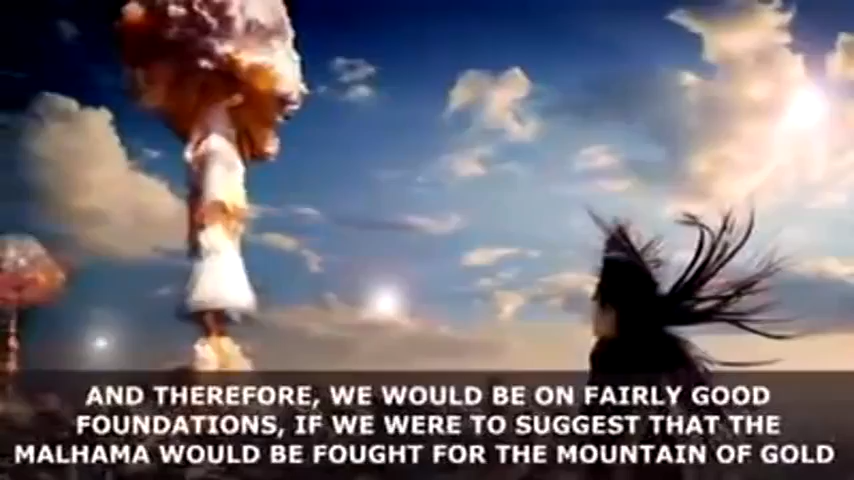 AND THEREFORE, WE WOULD BE ON FAIRLY GOOD
FOUNDATIONS, IF WE WERE TO SUGGEST THAT THE
MALHAMA WOULD BE FOUGHT FOR THE MOUNTAIN OF GOLD